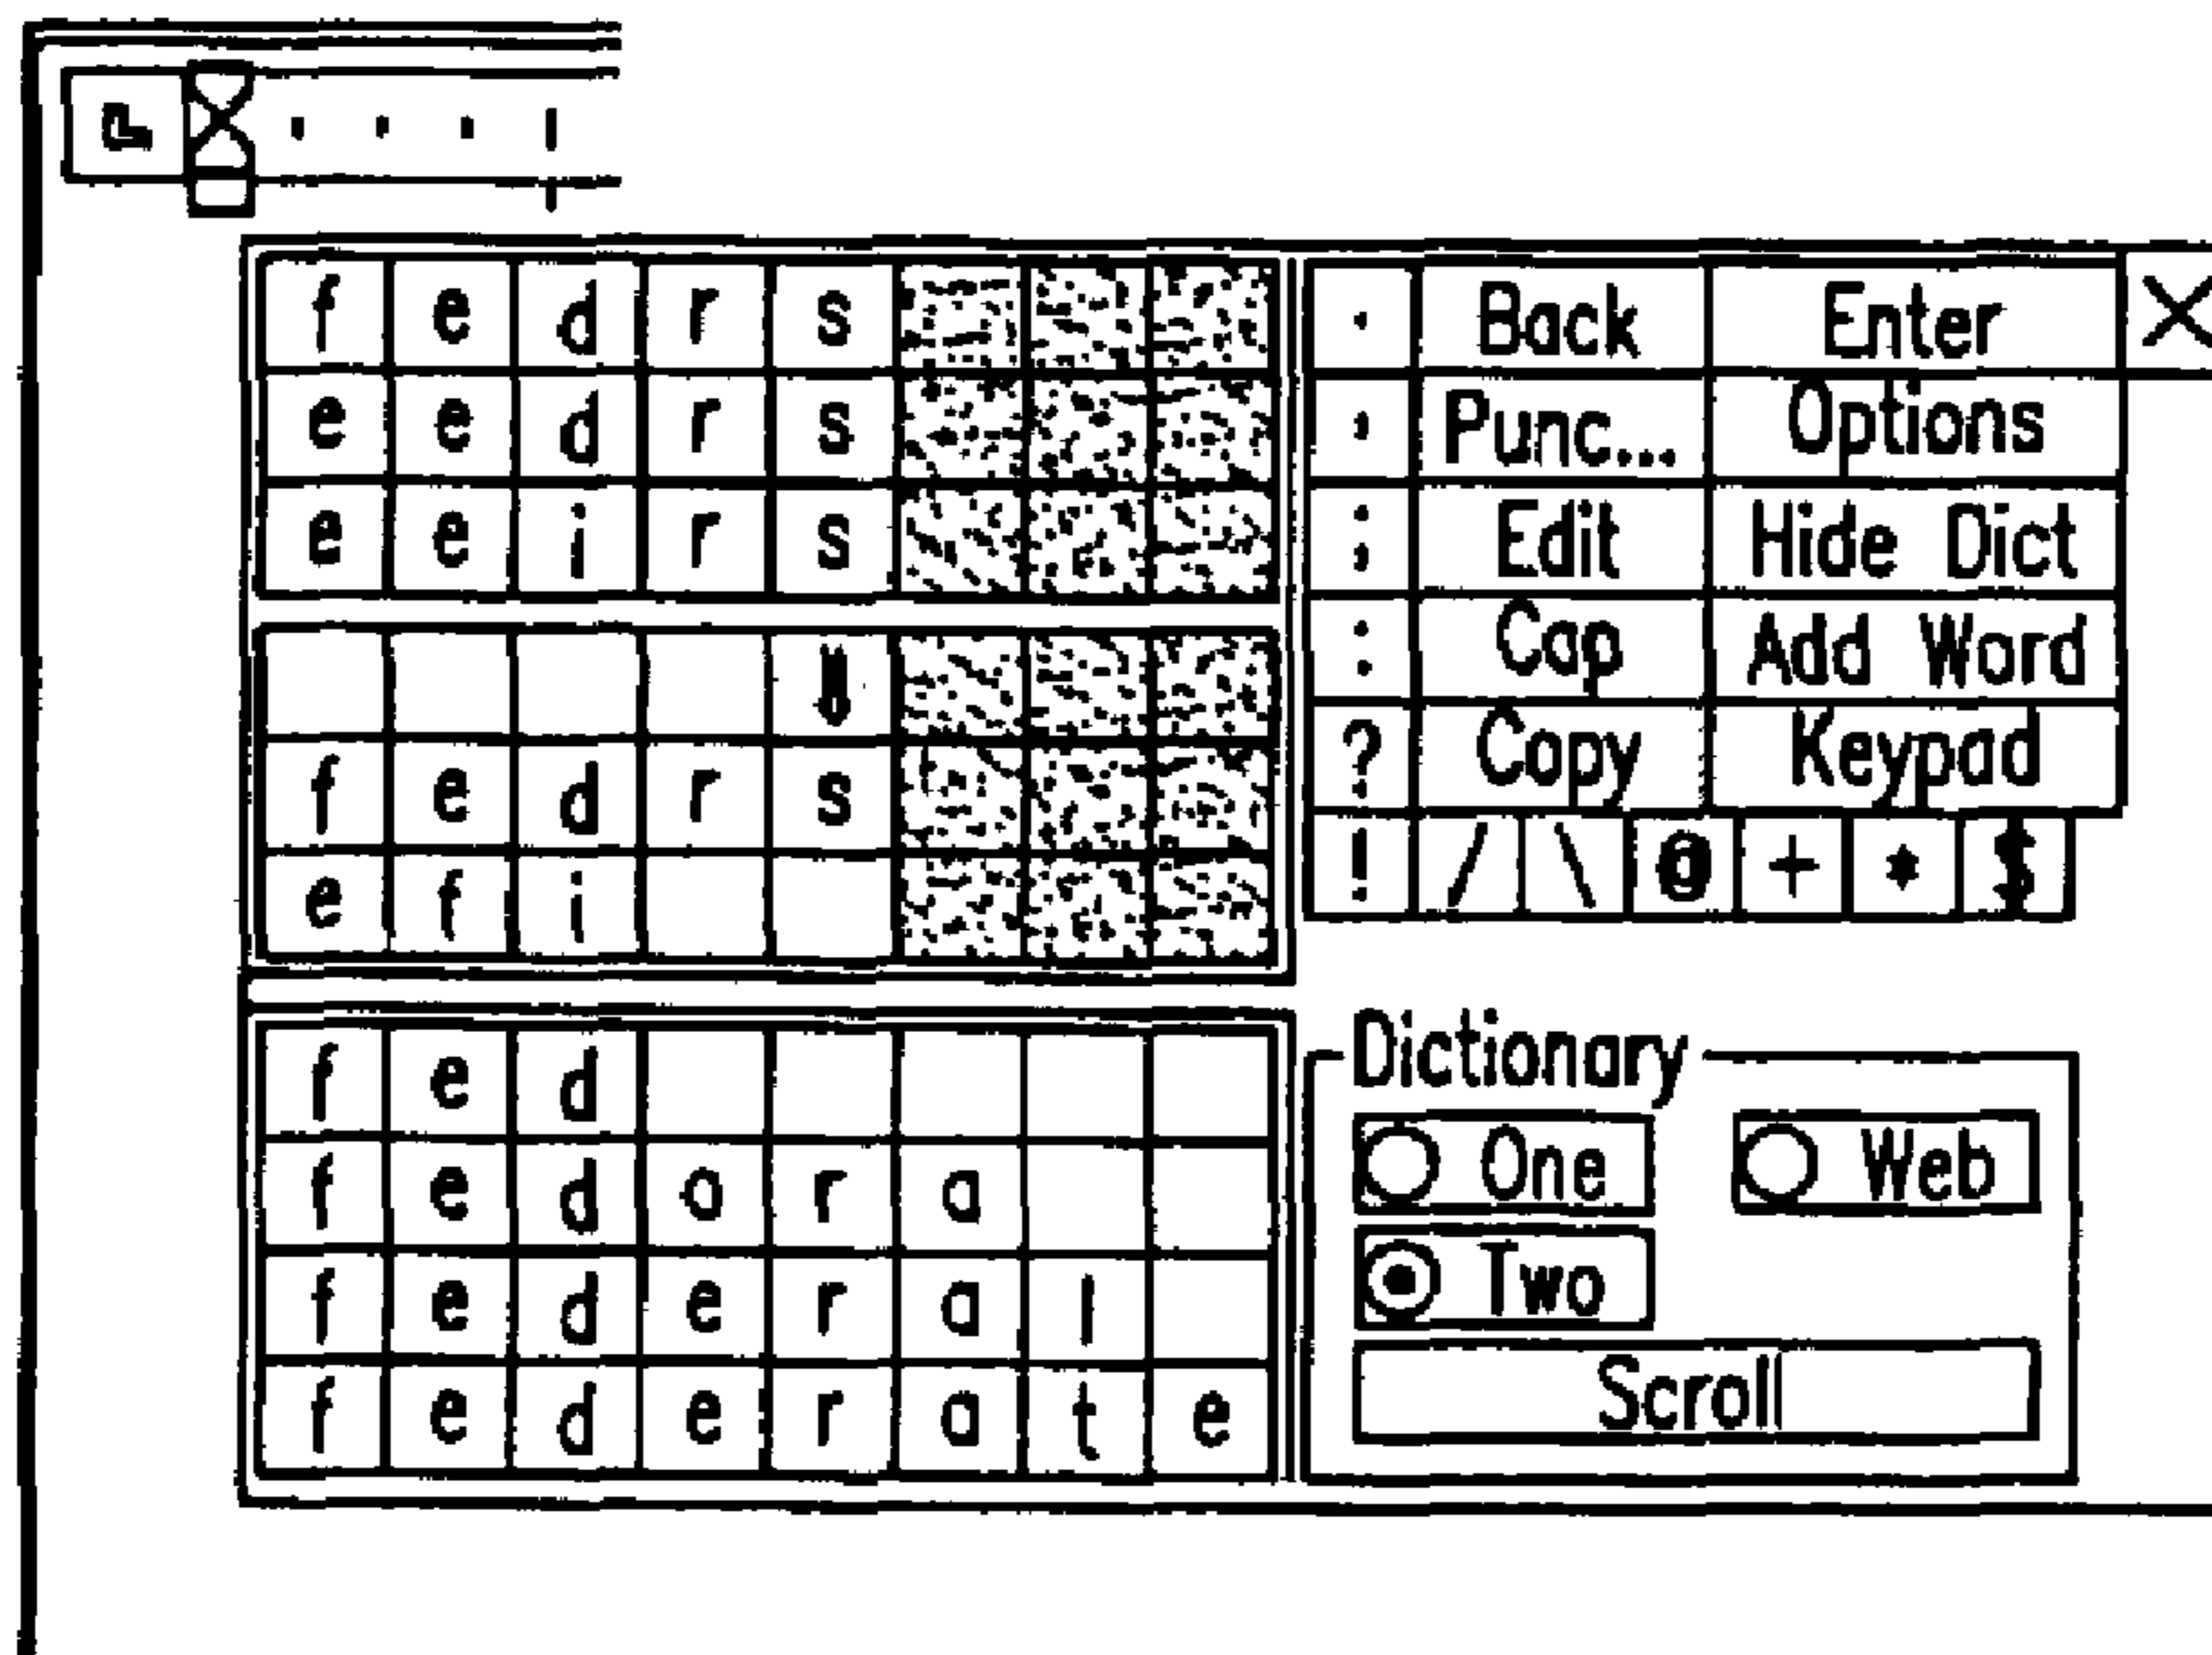 f e d r s . Back Enter X
e e d r s , Punc... Options
e e i r s ; Edit Hide Dict
: Cap Add Word
f e d r s ? Copy Keypad
e f i ! / \ @ + * $
f e d
f e d o r a
f e d e r a l
f e d e r a t e
Dictionary
One Web
Two
Scroll